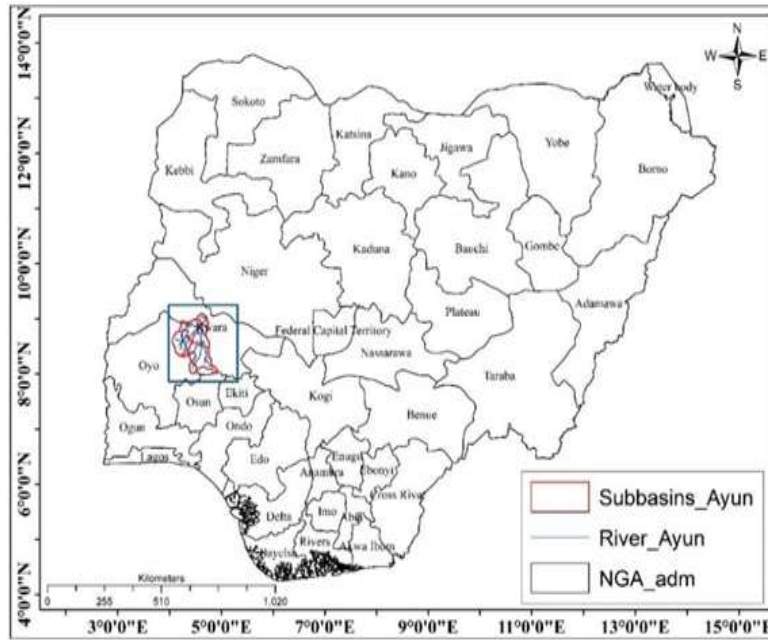 N
W E
S
14°0'0"N
12°0'0"N
10°0'0"N
8°0'0"N
6°0'0"N
4°0'0"N
Water body
Sokoto
Katsina
Jigawa
Yobe
Zamfara
Kebbi
Kano
Borno
Kaduna
Bauchi
Gombe
Niger
Adamawa
Plateau
Kwara
Federal Capital Territory
Nassarawa
Oyo
Taraba
Kogi
Ekiti
Osun
Benue
Ogun
Ondo
Lagos
Edo
Enugu
Anambra
Ebonyi
Cross River
Delta
Imo
Abia
Rivers
Akwa Ibom
Bayelsa
Subbasins_Ayun
River_Ayun
NGA_adm
Kilometers
0 255 510 1,020
3°0'0"E 5°0'0"E 7°0'0"E 9°0'0"E 11°0'0"E 13°0'0"E 15°0'0"E